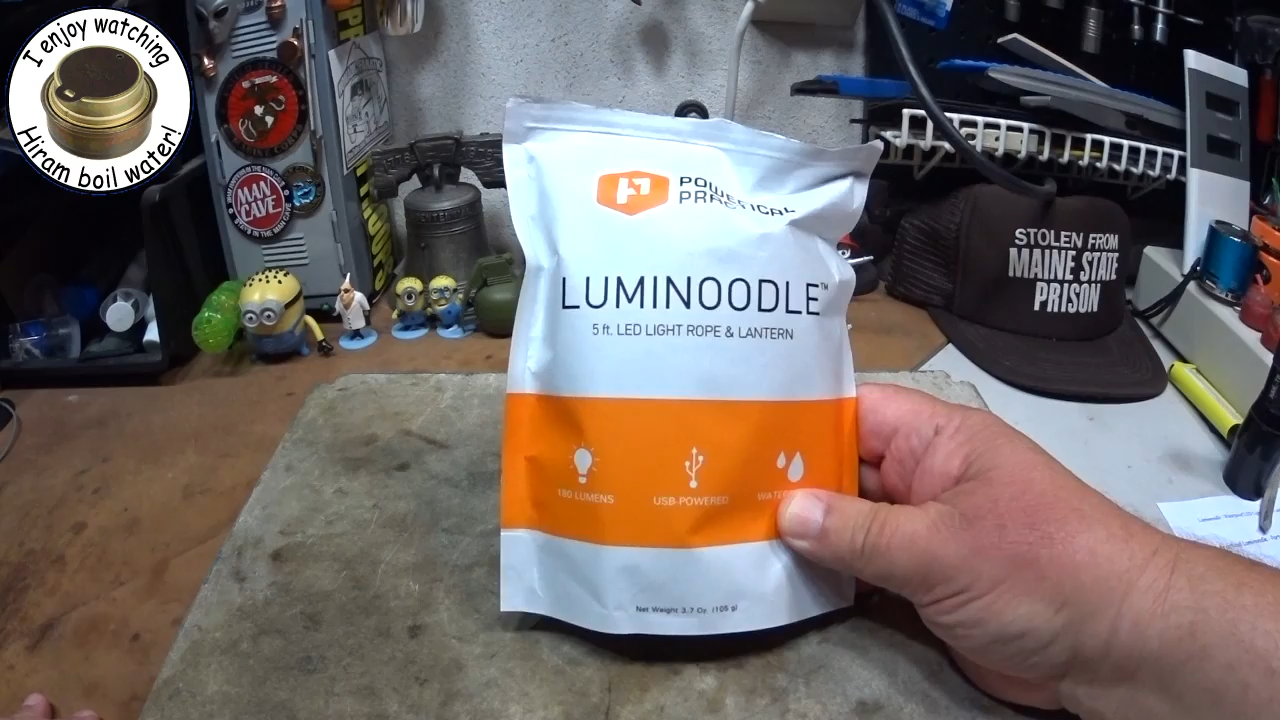 I enjoy watching
Hiram boil water!
MAN
CAVE
POWER
PRACTICAL
LUMINOODLE™
5 ft. LED LIGHT ROPE & LANTERN
180 LUMENS
USB-POWERED
Net Weight 3.7 Oz. (105 g)
STOLEN FROM
MAINE STATE
PRISON